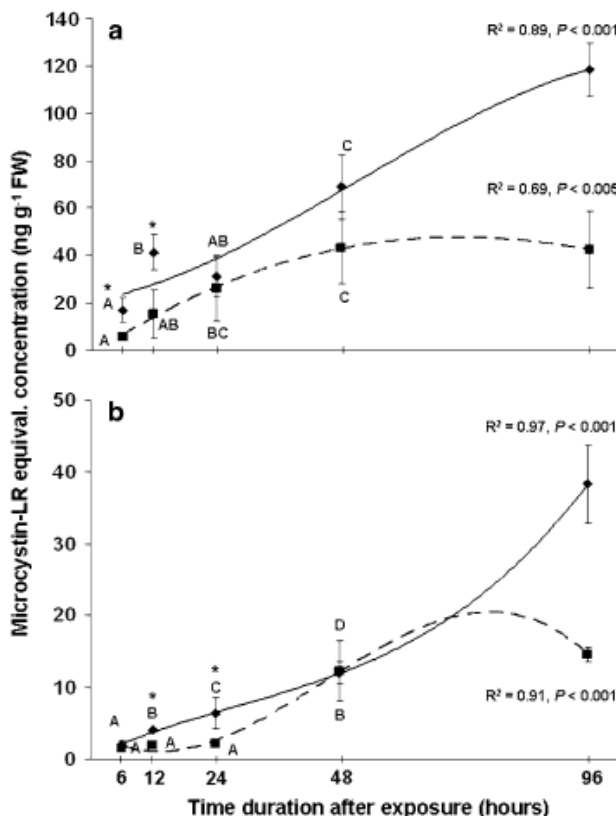 Microcystin-LR equival. concentration (ng g⁻¹ FW)
a
140
120
100
80
60
40
20
0
R² = 0.89, P < 0.001
R² = 0.69, P < 0.005
*
A
A
*
B
AB
AB
BC
C
C
b
50
40
30
20
10
0
R² = 0.97, P < 0.001
R² = 0.91, P < 0.001
A
A
*
B
A
*
C
A
D
B
6 12 24 48 96
Time duration after exposure (hours)